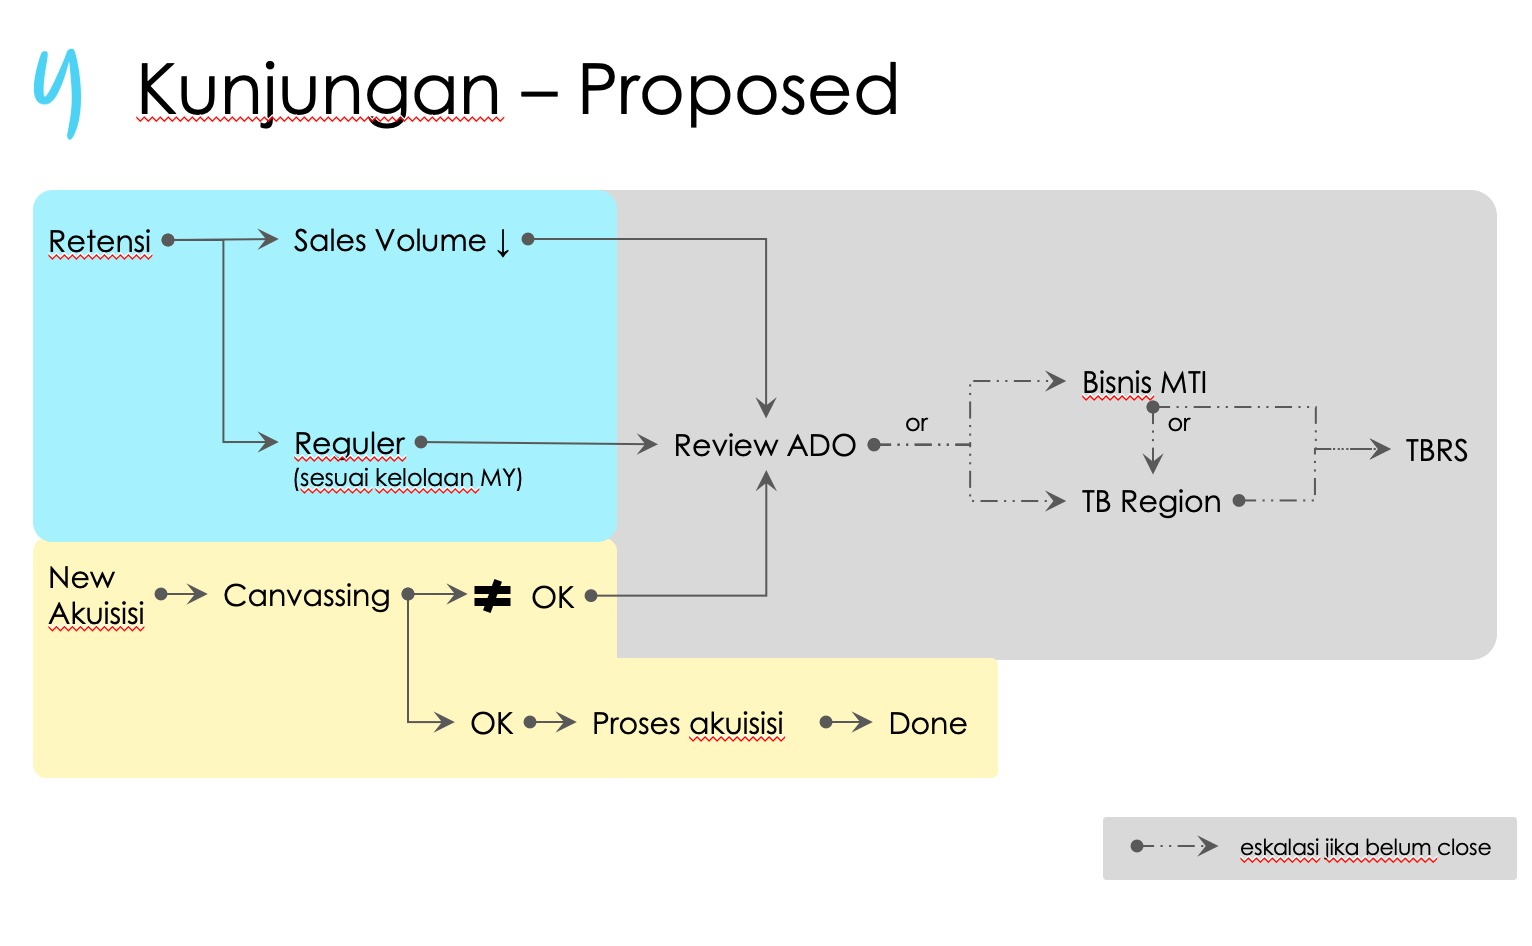 Kunjungan – Proposed
Retensi
Sales Volume ↓
Reguler
(sesuai kelolaan MY)
Review ADO
or
Bisnis MTI
or
TB Region
TBRS
New
Akuisisi
Canvassing
≠ OK
OK
Proses akuisisi
Done
eskalasi jika belum close